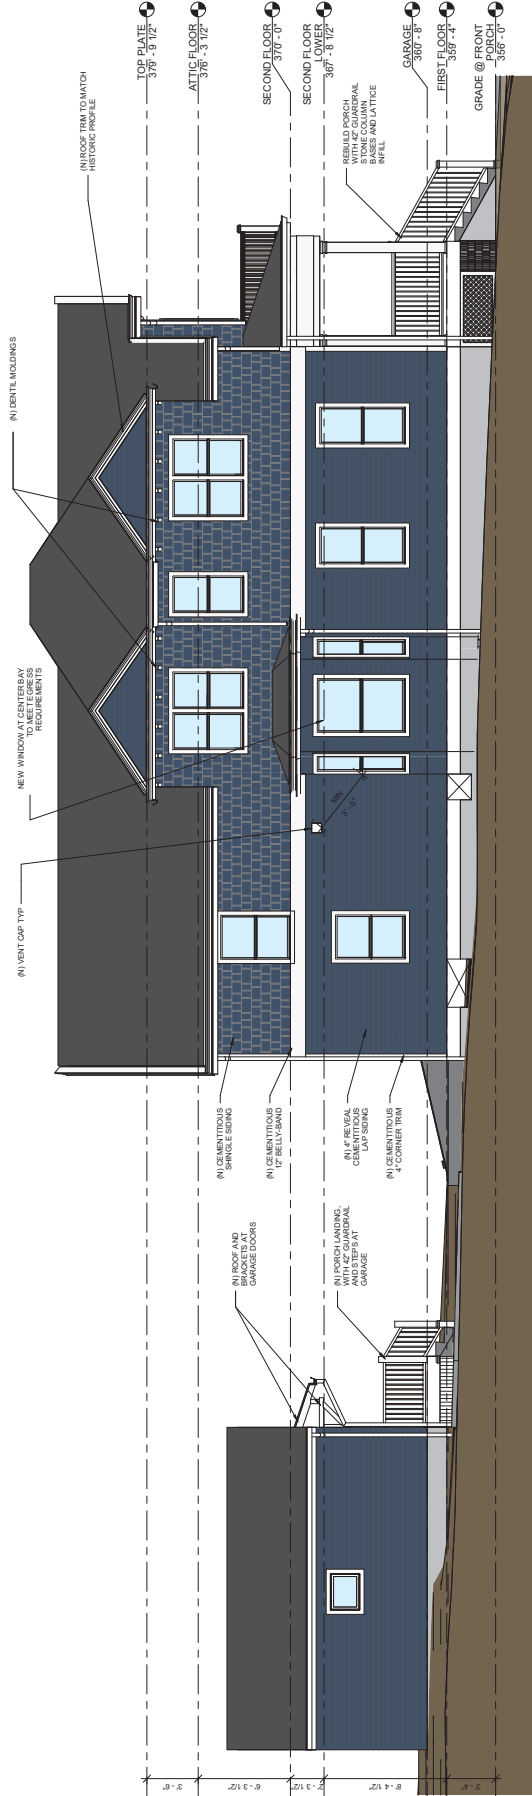 TOP PLATE
379' - 9 1/2"
ATTIC FLOOR
376' - 3 1/2"
SECOND FLOOR
370' - 0"
SECOND FLOOR
LOWER
367' - 8 1/2"
GARAGE
360' - 8"
FIRST FLOOR
359' - 4"
GRADE @ FRONT
PORCH
356' - 0"
(N) ROOF TRIM TO MATCH
HISTORIC PROFILE
REBUILD PORCH
WITH 42" GUARDRAIL
STONE COLUMN
BASES AND LATTICE
INFILL
(N) DENTIL MOLDINGS
NEW WINDOW AT CENTER BAY
TO MEET EGRESS
REQUIREMENTS
(N) VENT CAP TYP
MIN
3' - 0"
(N) CEMENTITIOUS
SHINGLE SIDING
(N) CEMENTITIOUS
12" BELLY-BAND
(N) 4" REVEAL
CEMENTITIOUS
LAP SIDING
(N) CEMENTITIOUS
4" CORNER TRIM
(N) ROOF AND
BRACKETS AT
GARAGE DOORS
(N) PORCH LANDING,
WITH 42" GUARDRAIL
AND STEPS AT
GARAGE
3' - 6"
6' - 3 1/2"
2' - 3 1/2"
8' - 4 1/2"
3' - 4"